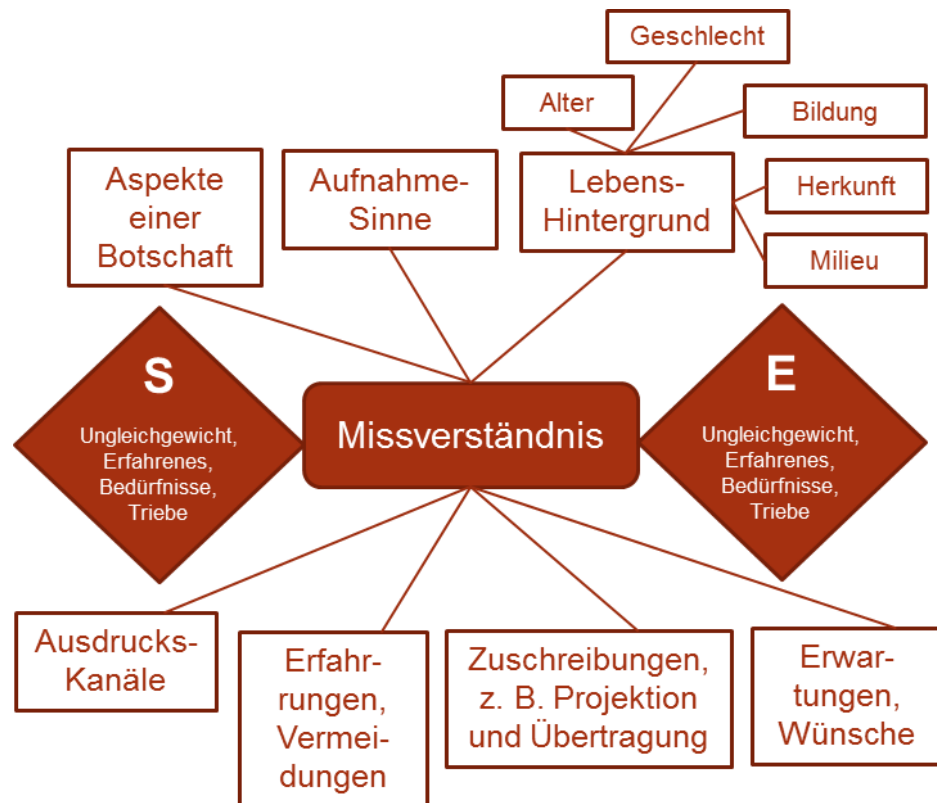 Geschlecht
Alter
Bildung
Aspekte
einer
Botschaft
Aufnahme-
Sinne
Lebens-
Hintergrund
Herkunft
Milieu
S
Ungleichgewicht,
Erfahrenes,
Bedürfnisse,
Triebe
Missverständnis
E
Ungleichgewicht,
Erfahrenes,
Bedürfnisse,
Triebe
Ausdrucks-
Kanäle
Erfahr-
rungen,
Vermei-
dungen
Zuschreibungen,
z. B. Projektion
und Übertragung
Erwar-
tungen,
Wünsche